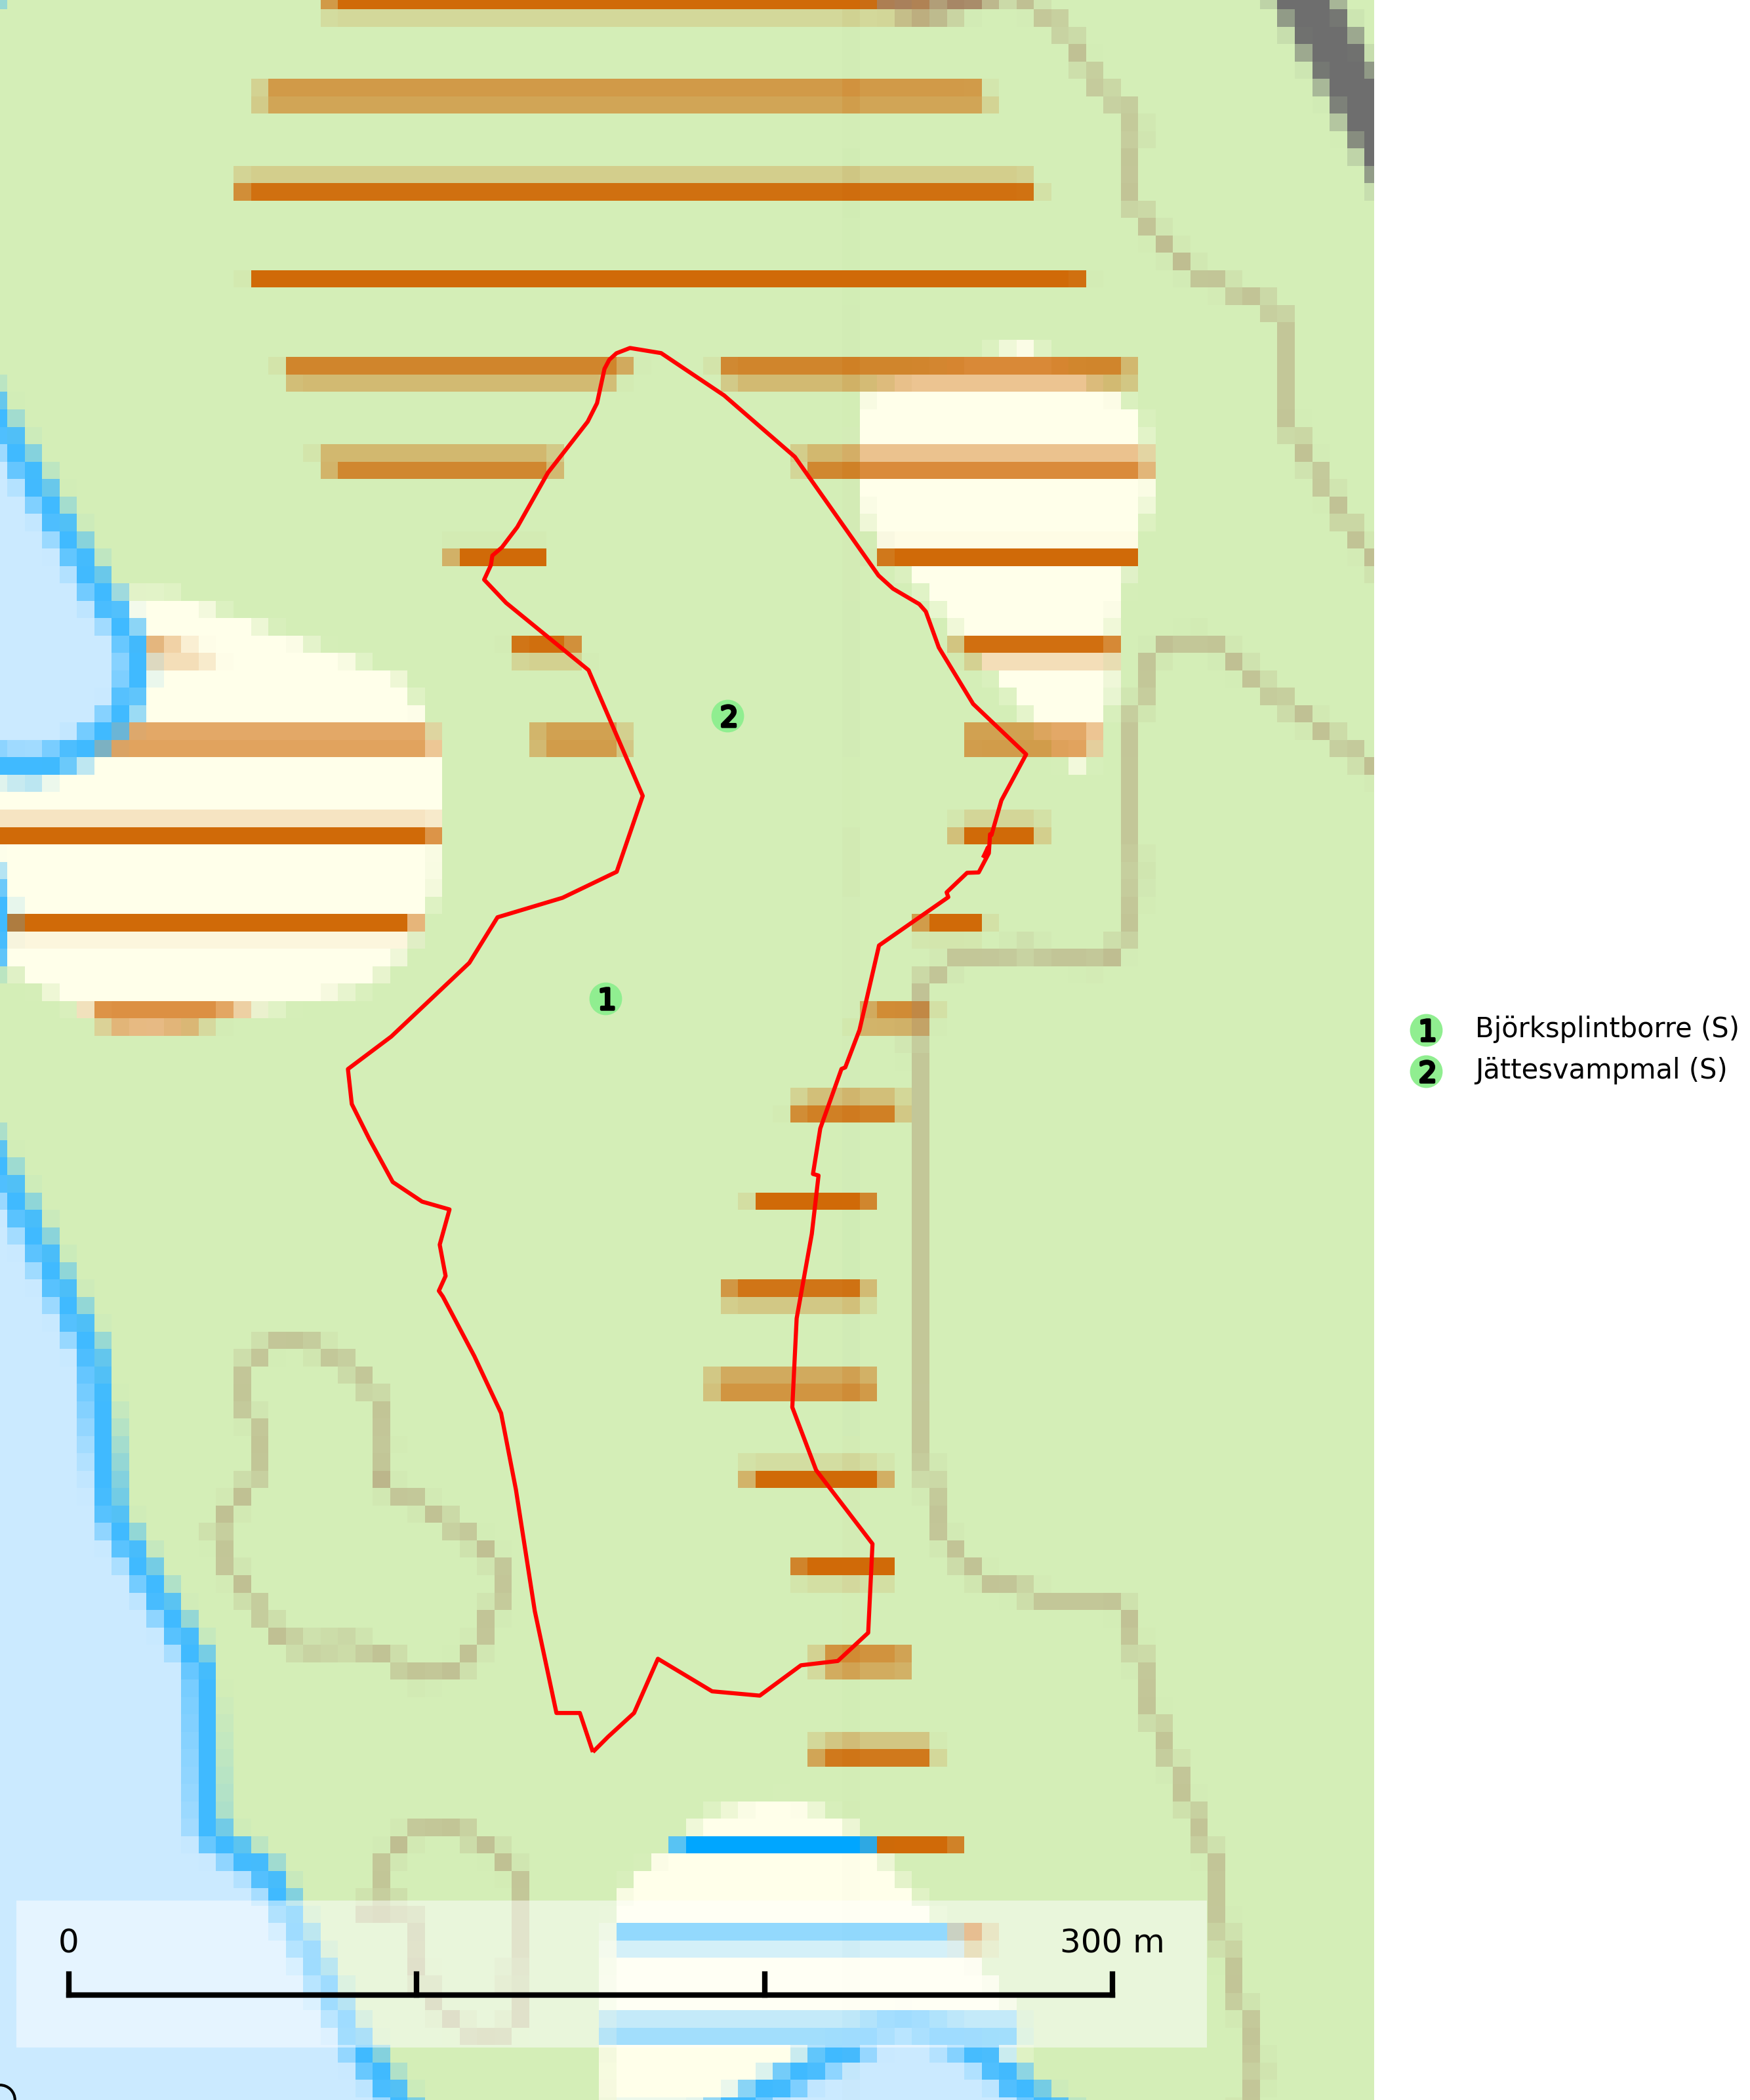 2
1
1 Björksplintborre (S)
2 Jättesvampmal (S)
0 300 m